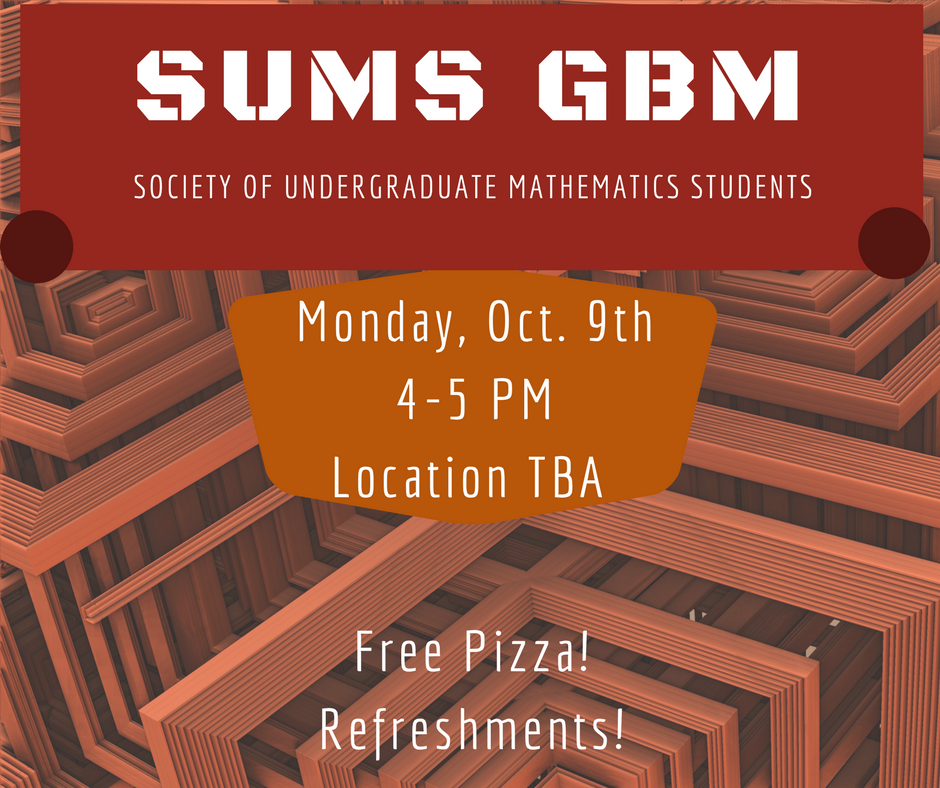 SUMS GBM
SOCIETY OF UNDERGRADUATE MATHEMATICS STUDENTS
Monday, Oct. 9th
4-5 PM
Location TBA
Free Pizza!
Refreshments!